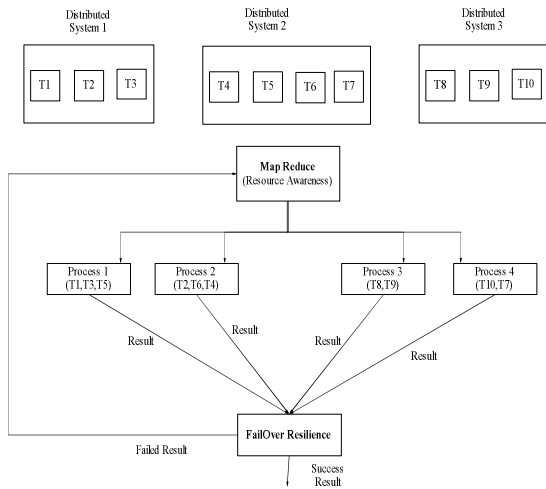 Distributed
System 1
Distributed
System 2
Distributed
System 3
T1 T2 T3
T4 T5 T6 T7
T8 T9 T10
Map Reduce
(Resource Awareness)
Process 1
(T1,T3,T5)
Process 2
(T2,T6,T4)
Process 3
(T8,T9)
Process 4
(T10,T7)
Result
Result
Result
Result
FailOver Resilience
Failed Result
Success
Result